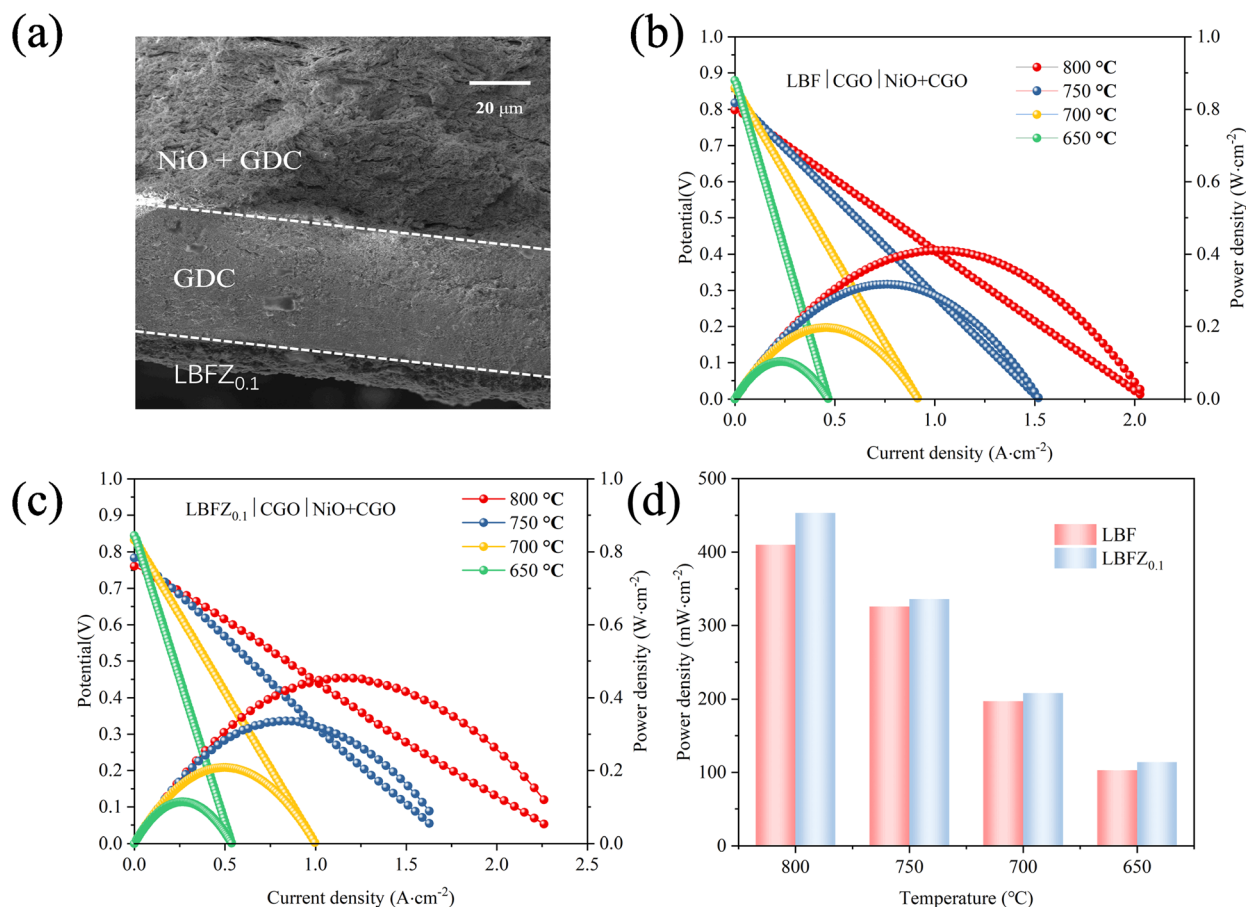 (a)
20 μm
NiO + GDC
GDC
LBFZ0.1
(b)
LBF | CGO | NiO+CGO
800 °C
750 °C
700 °C
650 °C
1.0
0.9
0.8
0.7
0.6
0.5
0.4
0.3
0.2
0.1
0.0
Potential(V)
0.0 0.5 1.0 1.5 2.0
Current density (A·cm-2)
1.0
0.8
0.6
0.4
0.2
0.0
Power density (W·cm-2)
(c)
LBFZ0.1 | CGO | NiO+CGO
800 °C
750 °C
700 °C
650 °C
1.0
0.9
0.8
0.7
0.6
0.5
0.4
0.3
0.2
0.1
0.0
Potential(V)
0.0 0.5 1.0 1.5 2.0 2.5
Current density (A·cm-2)
1.0
0.8
0.6
0.4
0.2
0.0
Power density (W·cm-2)
(d)
LBF
LBFZ0.1
500
400
300
200
100
0
Power density (mW·cm-2)
800 750 700 650
Temperature (℃)